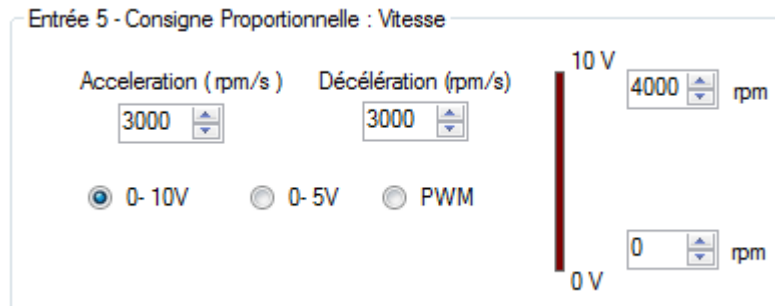 Entrée 5 - Consigne Proportionnelle : Vitesse
Acceleration ( rpm/s )
Décélération (rpm/s)
3000
3000
0- 10V
0- 5V
PWM
10 V
4000
rpm
0
rpm
0 V